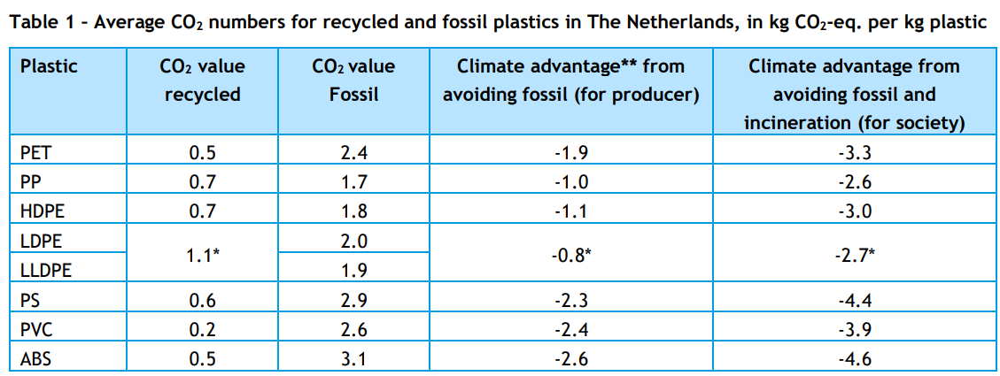 Table 1 – Average CO₂ numbers for recycled and fossil plastics in The Netherlands, in kg CO₂-eq. per kg plastic
Plastic CO₂ value recycled CO₂ value Fossil Climate advantage** from avoiding fossil (for producer) Climate advantage from avoiding fossil and incineration (for society)
PET 0.5 2.4 -1.9 -3.3
PP 0.7 1.7 -1.0 -2.6
HDPE 0.7 1.8 -1.1 -3.0
LDPE 1.1* 2.0 -0.8* -2.7*
LLDPE 1.9
PS 0.6 2.9 -2.3 -4.4
PVC 0.2 2.6 -2.4 -3.9
ABS 0.5 3.1 -2.6 -4.6